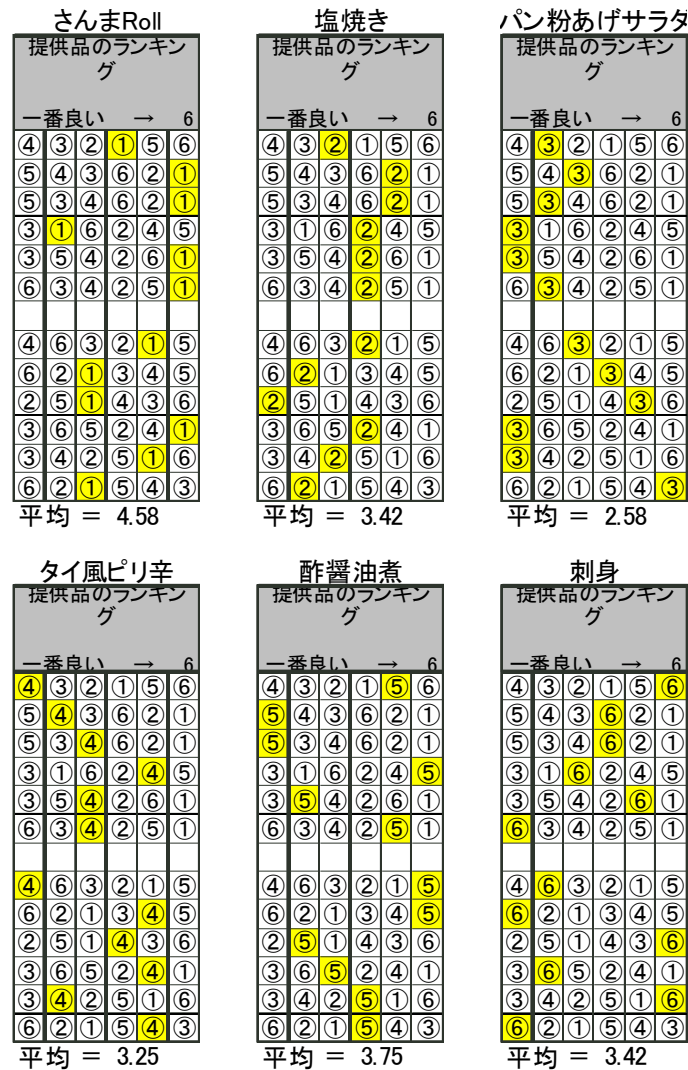 さんまRoll
提供品のランキン
グ
一番良い → 6
④③②①⑤⑥
⑤④③⑥②①
⑤③④⑥②①
③①⑥②④⑤
③⑤④②⑥①
⑥③④②⑤①
④⑥③②①⑤
⑥②①③④⑤
②⑤①④③⑥
③⑥⑤②④①
③④②⑤①⑥
⑥②①⑤④③
平均 = 4.58
塩焼き
提供品のランキン
グ
一番良い → 6
④③②①⑤⑥
⑤④③⑥②①
⑤③④⑥②①
③①⑥②④⑤
③⑤④②⑥①
⑥③④②⑤①
④⑥③②①⑤
⑥②①③④⑤
②⑤①④③⑥
③⑥⑤②④①
③④②⑤①⑥
⑥②①⑤④③
平均 = 3.42
パン粉あげサラダ
提供品のランキン
グ
一番良い → 6
④③②①⑤⑥
⑤④③⑥②①
⑤③④⑥②①
③①⑥②④⑤
③⑤④②⑥①
⑥③④②⑤①
④⑥③②①⑤
⑥②①③④⑤
②⑤①④③⑥
③⑥⑤②④①
③④②⑤①⑥
⑥②①⑤④③
平均 = 2.58
タイ風ピリ辛
提供品のランキン
グ
一番良い → 6
④③②①⑤⑥
⑤④③⑥②①
⑤③④⑥②①
③①⑥②④⑤
③⑤④②⑥①
⑥③④②⑤①
④⑥③②①⑤
⑥②①③④⑤
②⑤①④③⑥
③⑥⑤②④①
③④②⑤①⑥
⑥②①⑤④③
平均 = 3.25
酢醤油煮
提供品のランキン
グ
一番良い → 6
④③②①⑤⑥
⑤④③⑥②①
⑤③④⑥②①
③①⑥②④⑤
③⑤④②⑥①
⑥③④②⑤①
④⑥③②①⑤
⑥②①③④⑤
②⑤①④③⑥
③⑥⑤②④①
③④②⑤①⑥
⑥②①⑤④③
平均 = 3.75
刺身
提供品のランキン
グ
一番良い → 6
④③②①⑤⑥
⑤④③⑥②①
⑤③④⑥②①
③①⑥②④⑤
③⑤④②⑥①
⑥③④②⑤①
④⑥③②①⑤
⑥②①③④⑤
②⑤①④③⑥
③⑥⑤②④①
③④②⑤①⑥
⑥②①⑤④③
平均 = 3.42